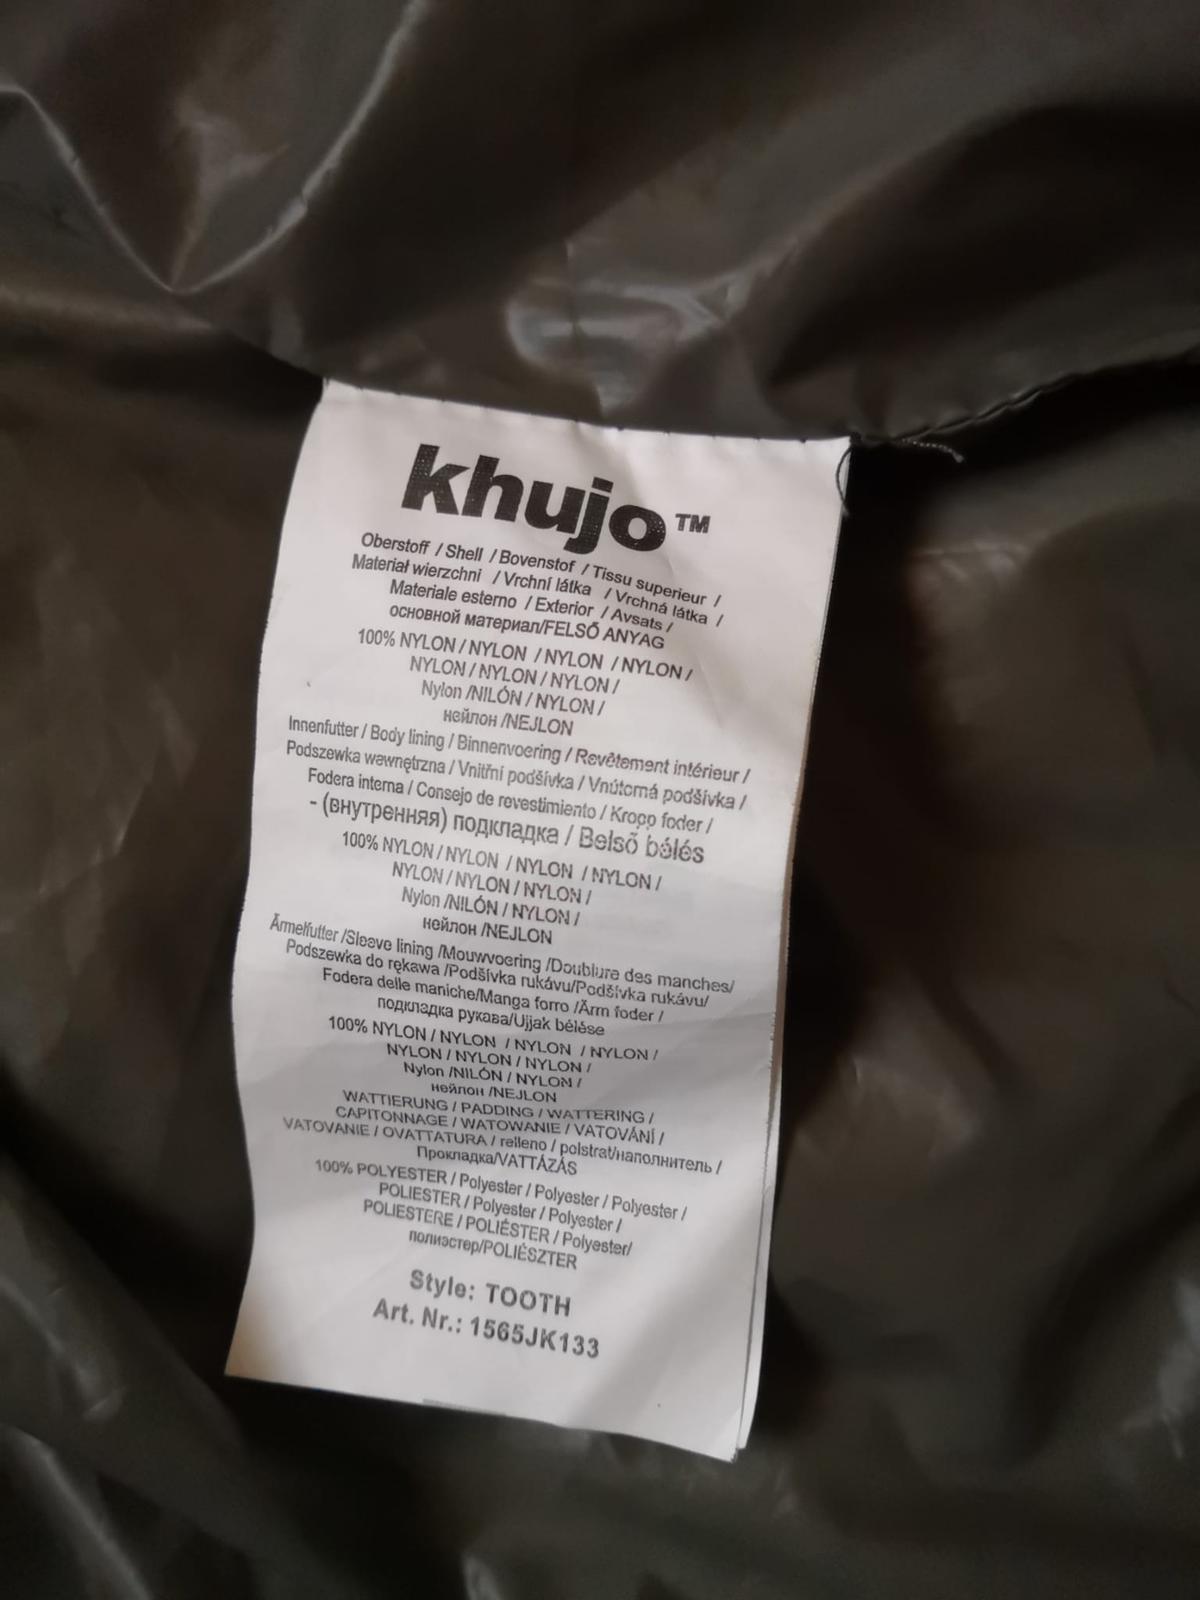 khujo™
Oberstoff / Shell / Bovenstof / Tissu superieur /
Materiał wierzchni / Vrchní látka / Vrchná látka /
Materiale esterno / Exterior / Avsats /
основной материал/FELSŐ ANYAG
100% NYLON / NYLON / NYLON / NYLON /
NYLON / NYLON / NYLON /
Nylon /NILÓN / NYLON /
нейлон /NEJLON
Innenfutter / Body lining / Binnenvoering / Revêtement intérieur /
Podszewka wewnętrzna / Vnitřní podšívka / Vnútorná podšívka /
Fodera interna / Consejo de revestimiento / Kropp foder /
- (внутренняя) подкладка / Belső bélés
100% NYLON / NYLON / NYLON / NYLON /
NYLON / NYLON / NYLON /
Nylon /NILÓN / NYLON /
нейлон /NEJLON
Ärmelfutter /Sleeve lining /Mouwvoering /Doublure des manches/
Podszewka do rękawa /Podšívka rukávu/Podšívka rukávu/
Fodera delle maniche/Manga forro /Ärm foder /
подкладка рукава/Ujjak bélése
100% NYLON / NYLON / NYLON / NYLON /
NYLON / NYLON / NYLON /
Nylon /NILÓN / NYLON /
нейлон /NEJLON
WATTIERUNG / PADDING / WATTERING /
CAPITONNAGE / WATOWANIE / VATOVÁNÍ /
VATOVANIE / OVATTATURA / relleno / polstrat/наполнитель /
Прокладка/VATTÁZÁS
100% POLYESTER / Polyester / Polyester / Polyester /
POLIESTER / Polyester / Polyester /
POLIESTERE / POLIÉSTER / Polyester/
полиэстер/POLIÉSZTER
Style: TOOTH
Art. Nr.: 1565JK133